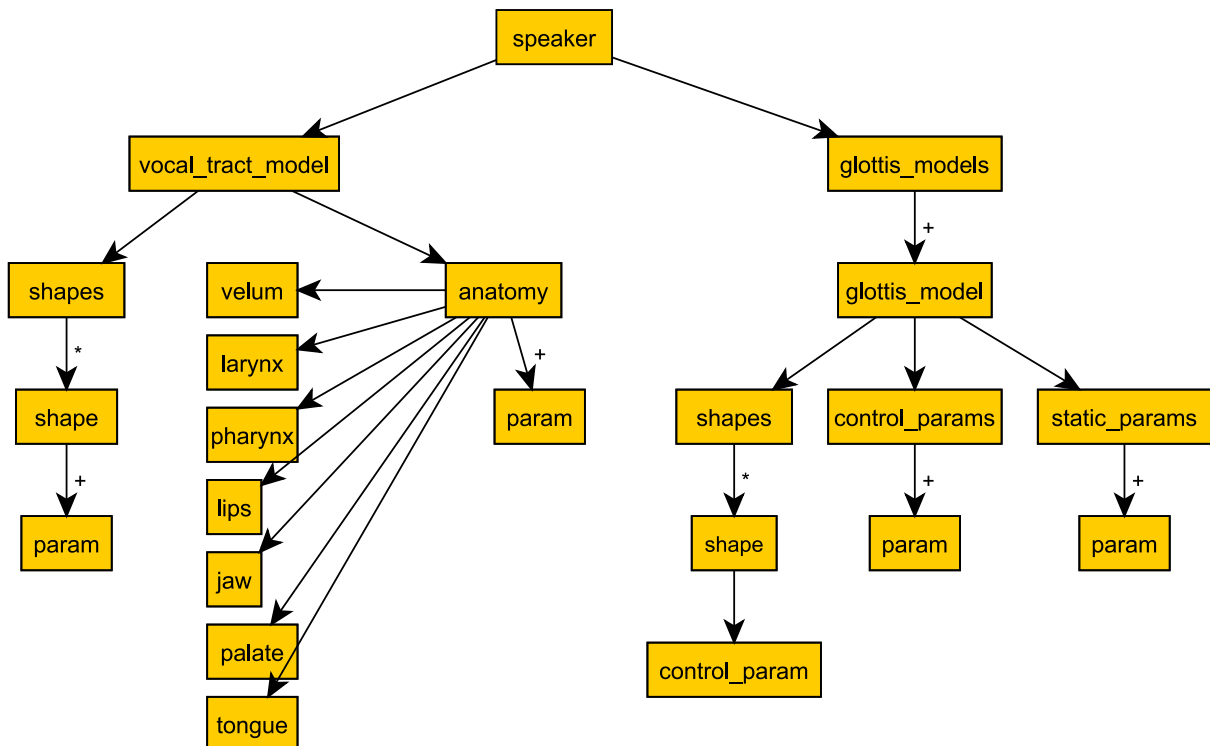 speaker
vocal_tract_model
glottis_models
+
shapes
velum
anatomy
glottis_model
larynx
*
+
shape
pharynx
param
shapes
control_params
static_params
+
lips
*
+
+
param
jaw
shape
param
param
palate
control_param
tongue